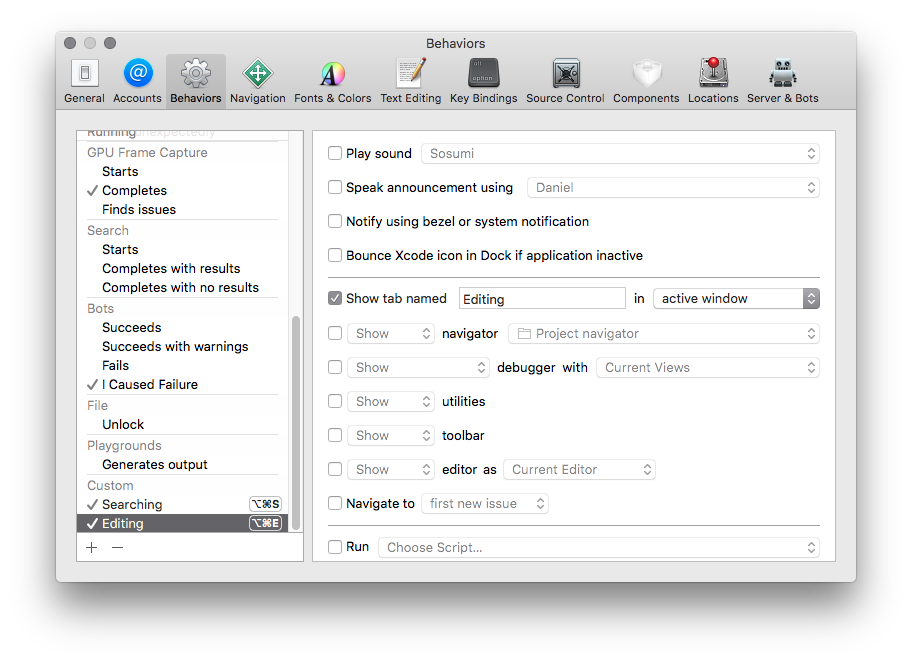 Behaviors
General Accounts Behaviors Navigation Fonts & Colors Text Editing Key Bindings Source Control Components Locations Server & Bots
alt
option
Running unexpectedly
GPU Frame Capture
Starts
Completes
Finds issues
Search
Starts
Completes with results
Completes with no results
Bots
Succeeds
Succeeds with warnings
Fails
I Caused Failure
File
Unlock
Playgrounds
Generates output
Custom
Searching ⌥⌘S
Editing ⌥⌘E
Play sound Sosumi
Speak announcement using Daniel
Notify using bezel or system notification
Bounce Xcode icon in Dock if application inactive
Show tab named Editing in active window
Show navigator Project navigator
Show debugger with Current Views
Show utilities
Show toolbar
Show editor as Current Editor
Navigate to first new issue
Run Choose Script...